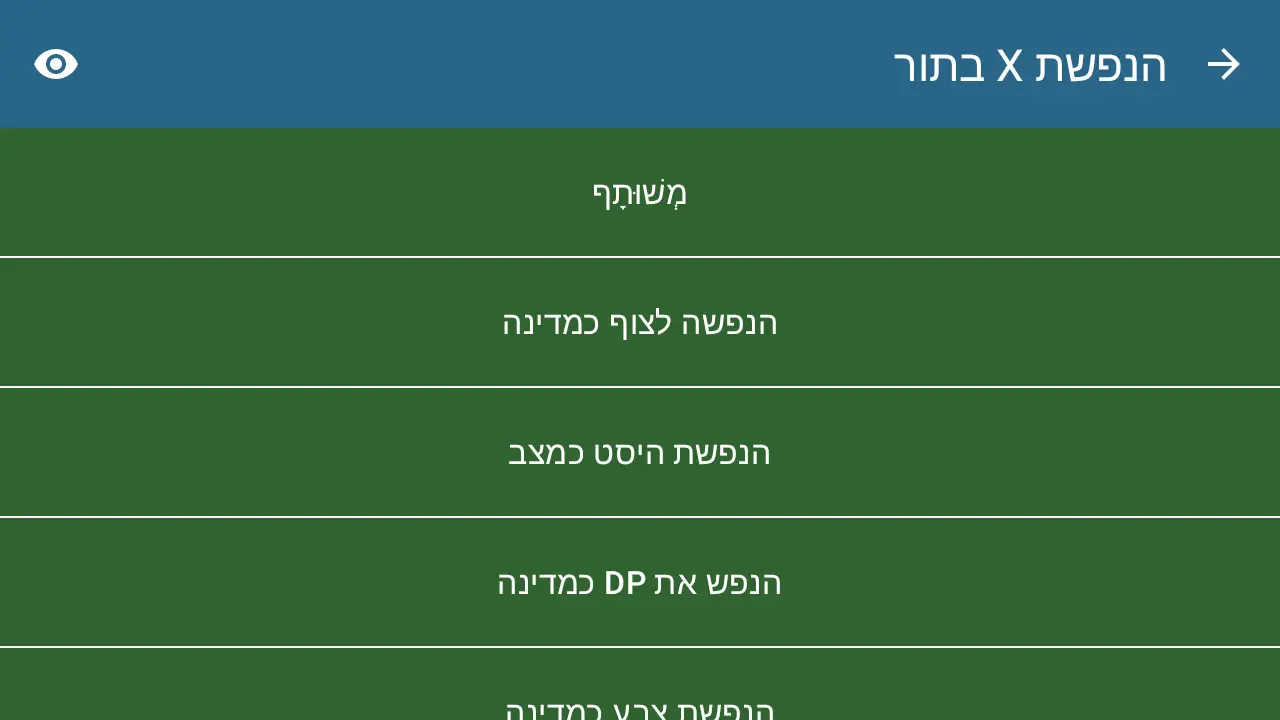 הנפשת X בתור
מְשׁוּתָף
הנפשה לצוף כמדינה
הנפשת היסט כמצב
הנפש את DP כמדינה
הנפשת צבע כמדינה